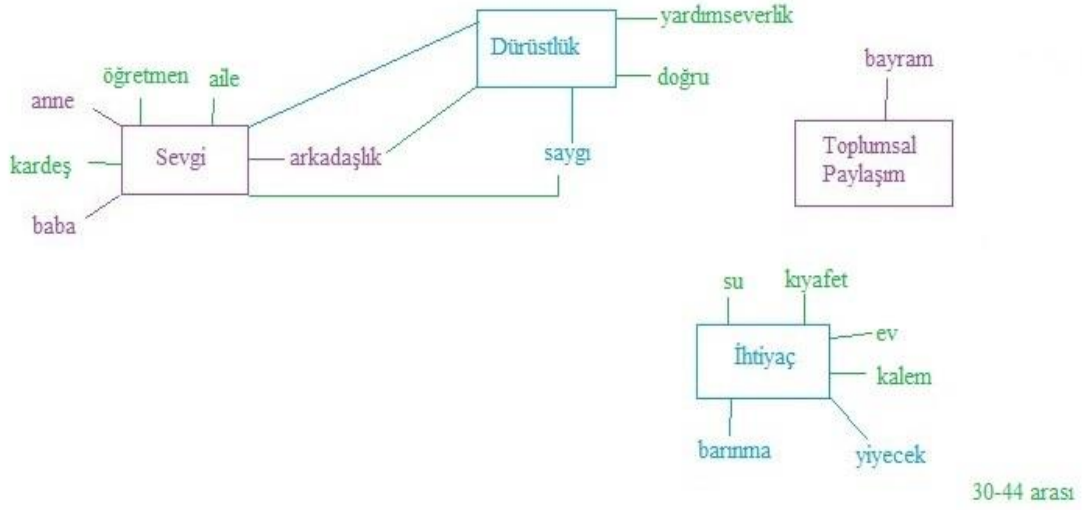 yardımseverlik
Dürüstlük
doğru
bayram
öğretmen
aile
anne
Sevgi
arkadaşlık
saygı
Toplumsal
Paylaşım
kardeş
baba
su
kıyafet
ev
İhtiyaç
kalem
barınma
yiyecek
30-44 arası